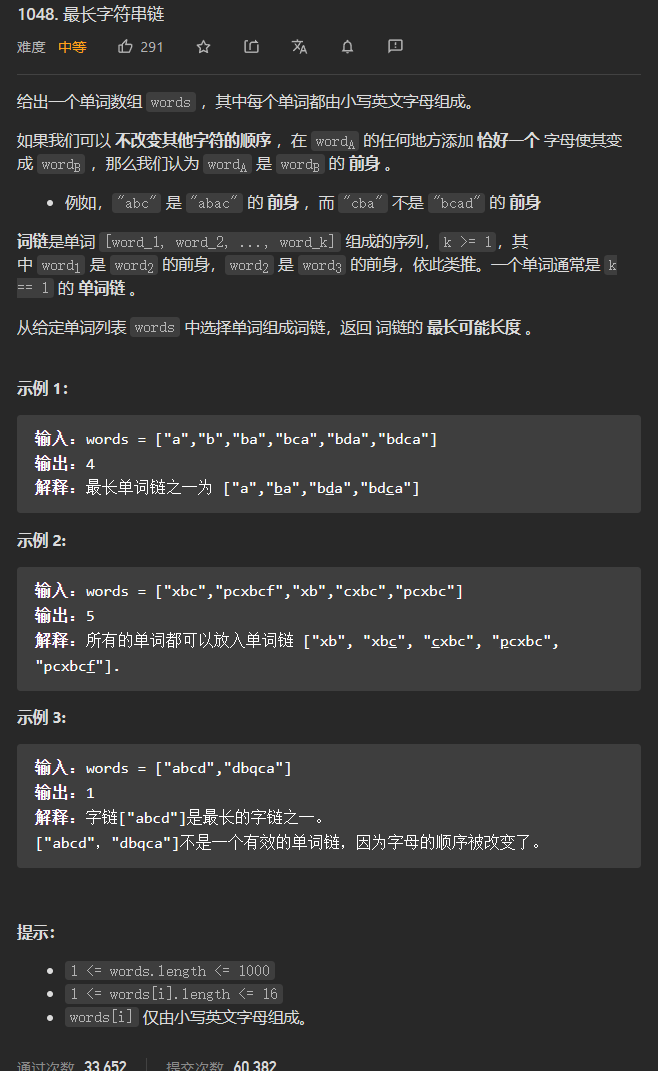 1048. 最长字符串链
难度 中等 291
给出一个单词数组 words ，其中每个单词都由小写英文字母组成。
如果我们可以 不改变其他字符的顺序 ，在 wordA 的任何地方添加 恰好一个 字母使其变
成 wordB ，那么我们认为 wordA 是 wordB 的 前身 。
• 例如，"abc" 是 "abac" 的 前身 ，而 "cba" 不是 "bcad" 的 前身
词链是单词 [word_1, word_2, ..., word_k] 组成的序列，k >= 1，其
中 word1 是 word2 的前身，word2 是 word3 的前身，依此类推。一个单词通常是 k
== 1 的 单词链 。
从给定单词列表 words 中选择单词组成词链，返回 词链的 最长可能长度 。
示例 1：
输入：words = ["a","b","ba","bca","bda","bdca"]
输出：4
解释：最长单词链之一为 ["a","ba","bda","bdca"]
示例 2:
输入：words = ["xbc","pcxbcf","xb","cxbc","pcxbc"]
输出：5
解释：所有的单词都可以放入单词链 ["xb", "xbc", "cxbc", "pcxbc",
"pcxbcf"].
示例 3:
输入：words = ["abcd","dbqca"]
输出：1
解释：字链["abcd"]是最长的字链之一。
["abcd"，"dbqca"]不是一个有效的单词链，因为字母的顺序被改变了。
提示：
• 1 <= words.length <= 1000
• 1 <= words[i].length <= 16
• words[i] 仅由小写英文字母组成。
通过次数 33,652 提交次数 60,382